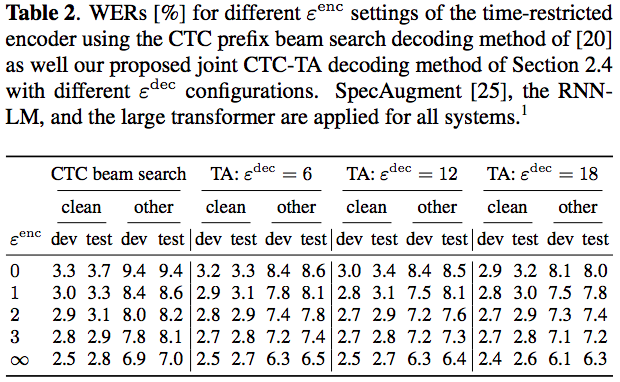 Table 2. WERs [%] for different ε^enc settings of the time-restricted
encoder using the CTC prefix beam search decoding method of [20]
as well our proposed joint CTC-TA decoding method of Section 2.4
with different ε^dec configurations. SpecAugment [25], the RNN-
LM, and the large transformer are applied for all systems.¹
CTC beam search TA: ε^dec = 6 TA: ε^dec = 12 TA: ε^dec = 18
clean other clean other clean other clean other
ε^enc dev test dev test dev test dev test dev test dev test dev test dev test
0 3.3 3.7 9.4 9.4 3.2 3.3 8.4 8.6 3.0 3.4 8.4 8.5 2.9 3.2 8.1 8.0
1 3.0 3.3 8.4 8.6 2.9 3.1 7.8 8.1 2.8 3.1 7.5 8.1 2.8 3.0 7.5 7.8
2 2.9 3.1 8.0 8.2 2.8 2.9 7.4 7.8 2.7 2.9 7.2 7.6 2.7 2.9 7.3 7.4
3 2.8 2.9 7.8 8.1 2.7 2.8 7.2 7.4 2.7 2.8 7.2 7.3 2.7 2.8 7.1 7.2
∞ 2.5 2.8 6.9 7.0 2.5 2.7 6.3 6.5 2.5 2.7 6.3 6.4 2.4 2.6 6.1 6.3